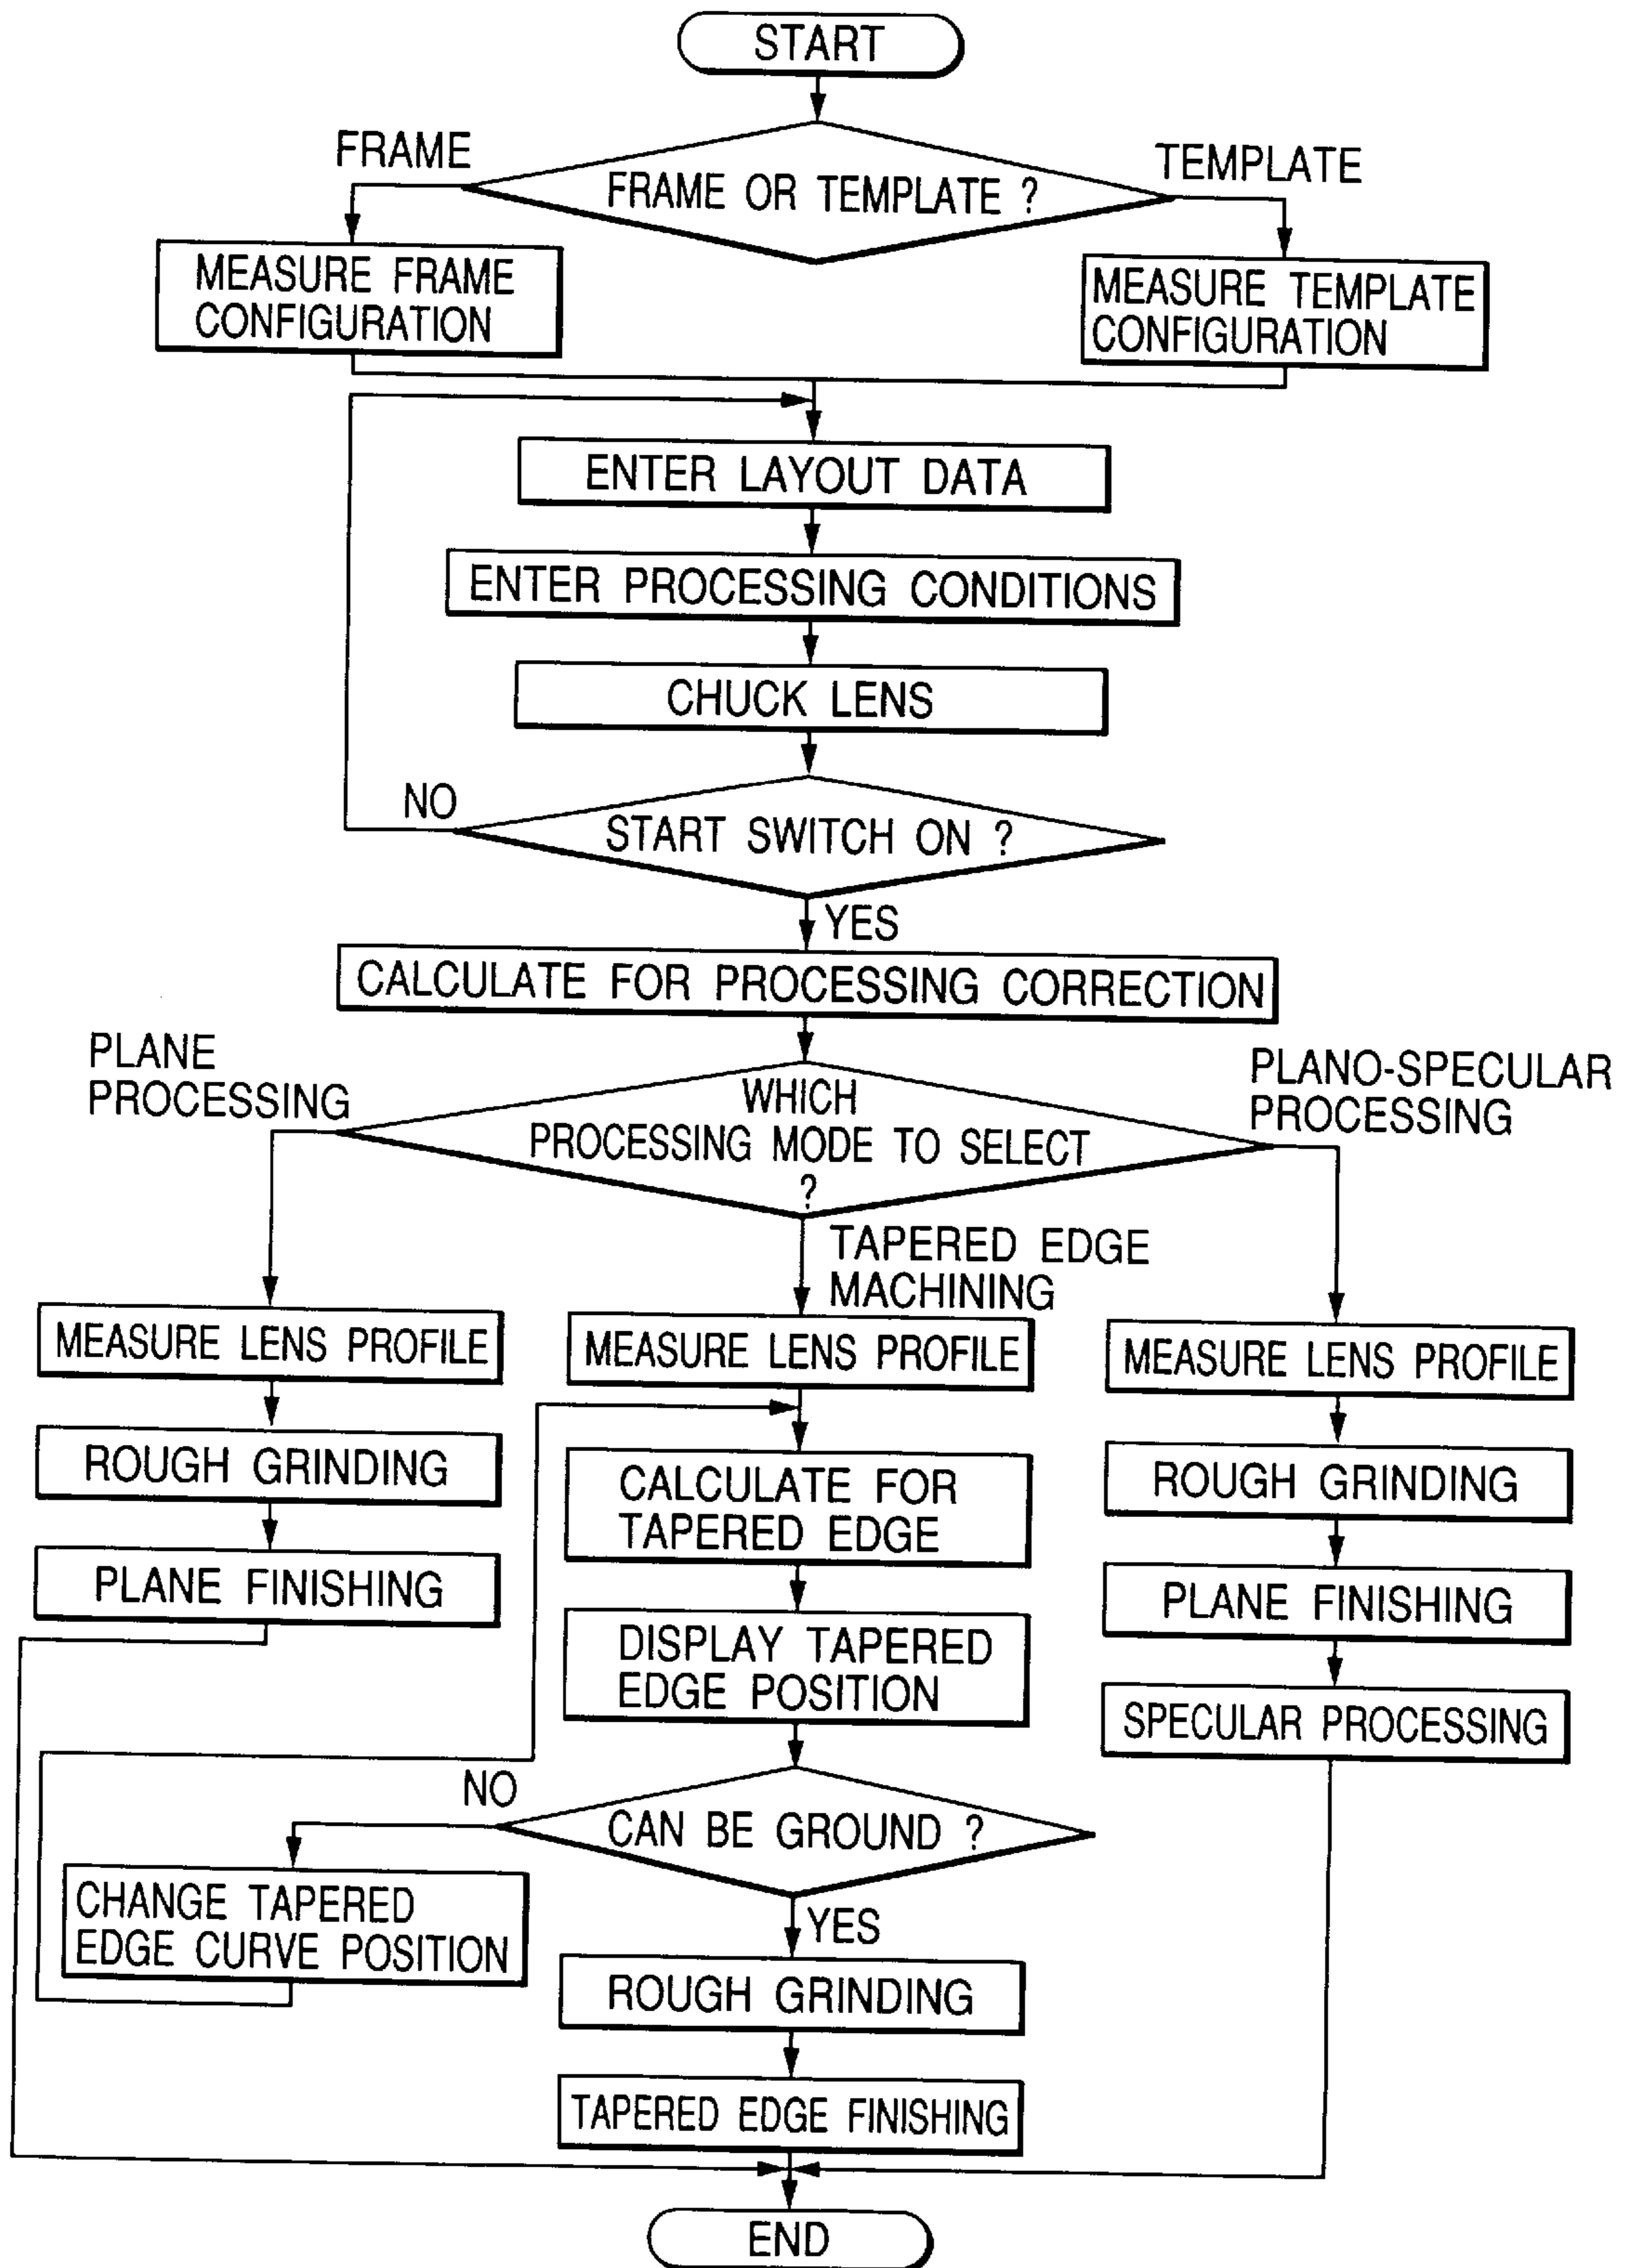 START
FRAME
FRAME OR TEMPLATE ?
TEMPLATE
MEASURE FRAME
CONFIGURATION
MEASURE TEMPLATE
CONFIGURATION
ENTER LAYOUT DATA
ENTER PROCESSING CONDITIONS
CHUCK LENS
NO
START SWITCH ON ?
YES
CALCULATE FOR PROCESSING CORRECTION
PLANE
PROCESSING
WHICH
PROCESSING MODE TO SELECT
?
PLANO-SPECULAR
PROCESSING
TAPERED EDGE
MACHINING
MEASURE LENS PROFILE
ROUGH GRINDING
PLANE FINISHING
MEASURE LENS PROFILE
CALCULATE FOR
TAPERED EDGE
DISPLAY TAPERED
EDGE POSITION
NO
CAN BE GROUND ?
CHANGE TAPERED
EDGE CURVE POSITION
YES
ROUGH GRINDING
TAPERED EDGE FINISHING
MEASURE LENS PROFILE
ROUGH GRINDING
PLANE FINISHING
SPECULAR PROCESSING
END